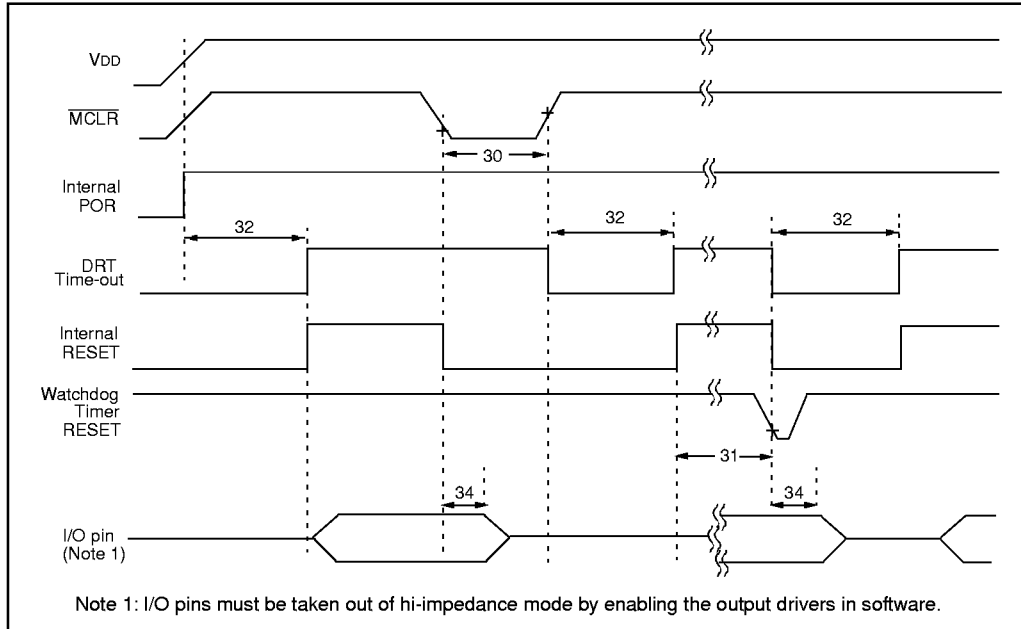 VDD
MCLR
30
Internal
POR
32
32
32
DRT
Time-out
Internal
RESET
Watchdog
Timer
RESET
31
34
34
I/O pin
(Note 1)
Note 1: I/O pins must be taken out of hi-impedance mode by enabling the output drivers in software.